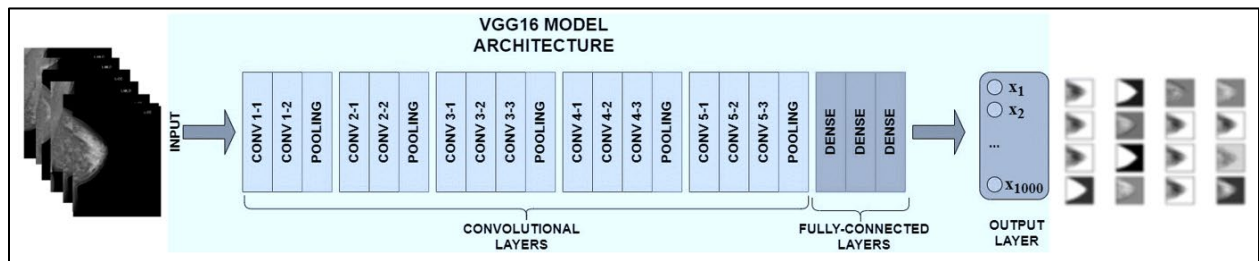 VGG16 MODEL
ARCHITECTURE
INPUT
CONV 1-1
CONV 1-2
POOLING
CONV 2-1
CONV 2-2
POOLING
CONV 3-1
CONV 3-2
CONV 3-3
POOLING
CONV 4-1
CONV 4-2
CONV 4-3
POOLING
CONV 5-1
CONV 5-2
CONV 5-3
POOLING
DENSE
DENSE
DENSE
x1
x2
...
x1000
CONVOLUTIONAL
LAYERS
FULLY-CONNECTED
LAYERS
OUTPUT
LAYER